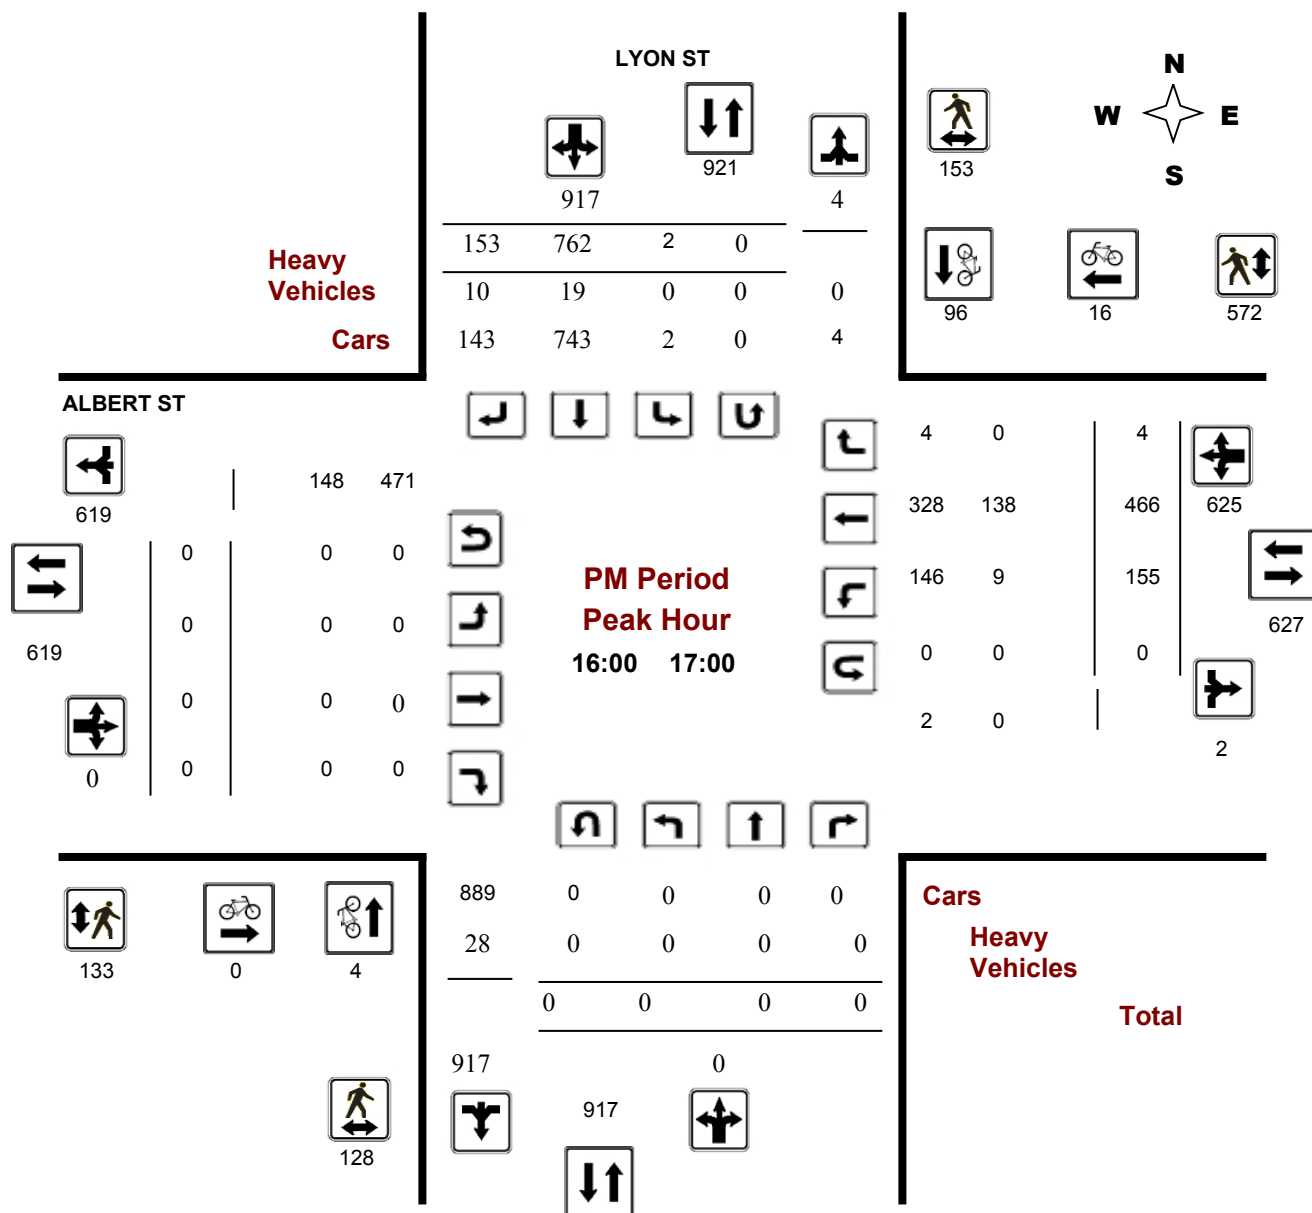 LYON ST
N
W E
S
921
153
917 4
153 762 2 0
Heavy
Vehicles
10 19 0 0 0
Cars
143 743 2 0 4
96 16 572
ALBERT ST
4 0 4
148 471
619
328 138 466 625
0 0 0
PM Period
146 9 155
Peak Hour
0 0 0
627
619
16:00 17:00
0 0 0
0 0 0
2 0
2
0
0 0 0
889 0 0 0 0
Cars
28 0 0 0 0
Heavy
Vehicles
133 0 4
0 0 0 0
Total
917 0
917
128